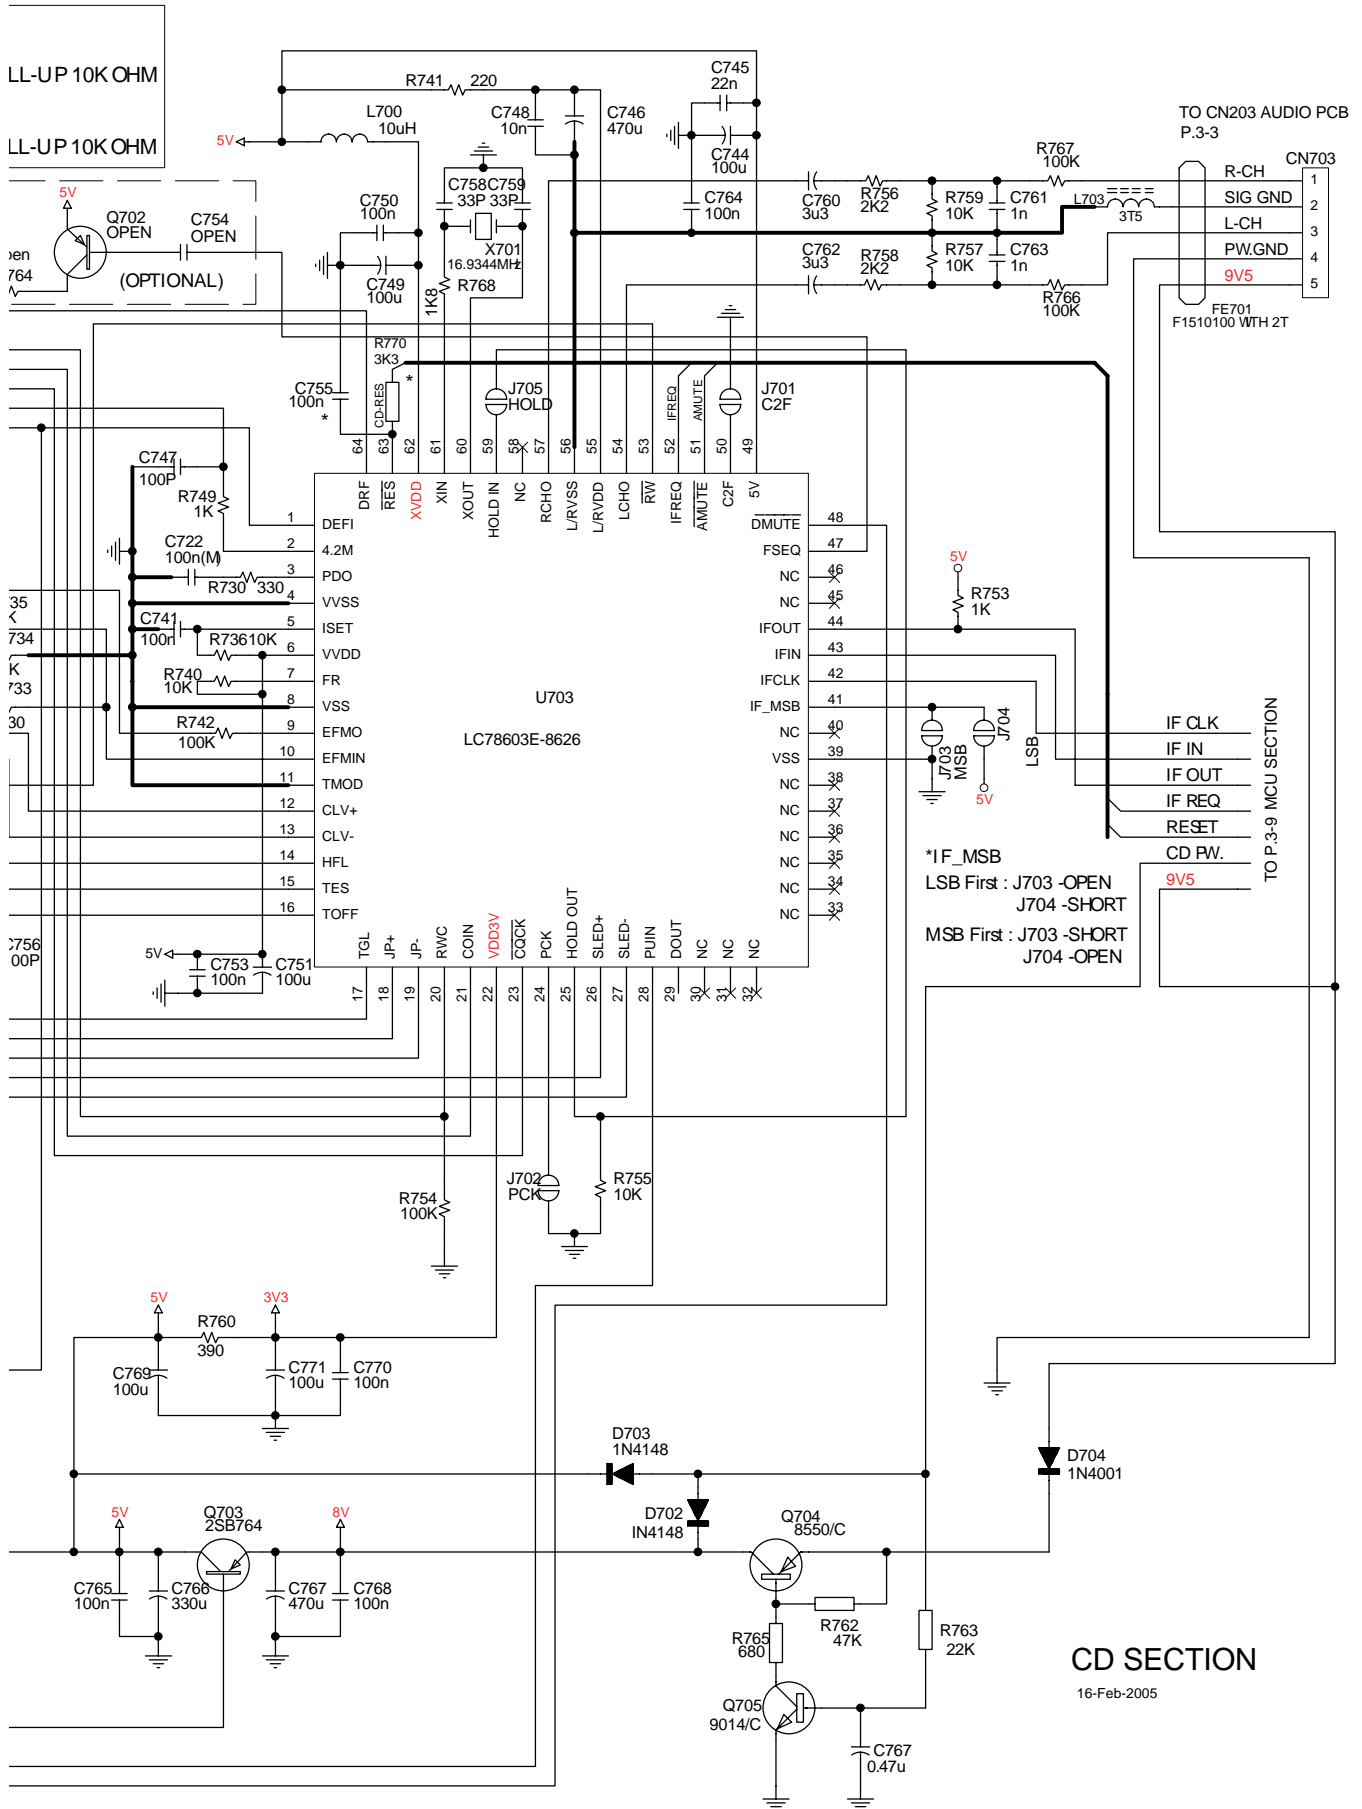 LL-UP 10K OHM
LL-UP 10K OHM
R741 220
L700
10uH
5V
C748
10n
C746
470u
C745
22n
C744
100u
C764
100n
TO CN203 AUDIO PCB
P.3-3
CN703
R767
100K
R-CH
1
L703
3T5
SIG GND
2
L-CH
3
PW.GND
4
9V5
5
FE701
F1510100 WITH 2T
C760
3u3
R756
2K2
R759
10K
C761
1n
C762
3u3
R758
2K2
R757
10K
C763
1n
R766
100K
5V
Q702
OPEN
C754
OPEN
(OPTIONAL)
pen
764
C750
100n
C749
100u
C758
33P
C759
33P
X701
16.9344MHz
1K8
R768
R770
3K3
CD-RES
*
C755
100n
*
J705
HOLD
IFREQ
AMUTE
J701
C2F
64 63 62 61 60 59 58 57 56 55 54 53 52 51 50 49
DRF RES XVDD XIN XOUT HOLD IN NC RCHO L/RVSS L/RVDD LCHO RW IFREQ AMUTE C2F 5V
C747
100P
R749
1K
C722
100n(M)
R730 330
C741
100n
R736 10K
R740
10K
R742
100K
735
K
734
K
733
30
1 DEFI
2 4.2M
3 PDO
4 VVSS
5 ISET
6 VVDD
7 FR
8 VSS
9 EFMO
10 EFMIN
11 TMOD
12 CLV+
13 CLV-
14 HFL
15 TES
16 TOFF
U703
LC78603E-8626
DMUTE 48
FSEQ 47
NC 46
NC 45
IFOUT 44
IFIN 43
IFCLK 42
IF_MSB 41
NC 40
VSS 39
NC 38
NC 37
NC 36
NC 35
NC 34
NC 33
5V
R753
1K
J703
MSB
J704
LSB
5V
IF CLK
IF IN
IF OUT
IF REQ
RESET
CD PW.
9V5
TO P.3-9 MCU SECTION
*IF_MSB
LSB First : J703 -OPEN
J704 -SHORT
MSB First : J703 -SHORT
J704 -OPEN
TGL JP+ JP- RWC COIN VDD3V CQCK PCK HOLD OUT SLED+ SLED- PUIN DOUT NC NC NC
17 18 19 20 21 22 23 24 25 26 27 28 29 30 31 32
C756
00P
5V
C753
100n
C751
100u
R754
100K
J702
PCK
R755
10K
5V
3V3
R760
390
C769
100u
C771
100u
C770
100n
D703
1N4148
D702
IN4148
D704
1N4001
5V
Q703
2SB764
8V
Q704
8550/C
C765
100n
C766
330u
C767
470u
C768
100n
R765
680
R762
47K
R763
22K
Q705
9014/C
C767
0.47u
CD SECTION
16-Feb-2005